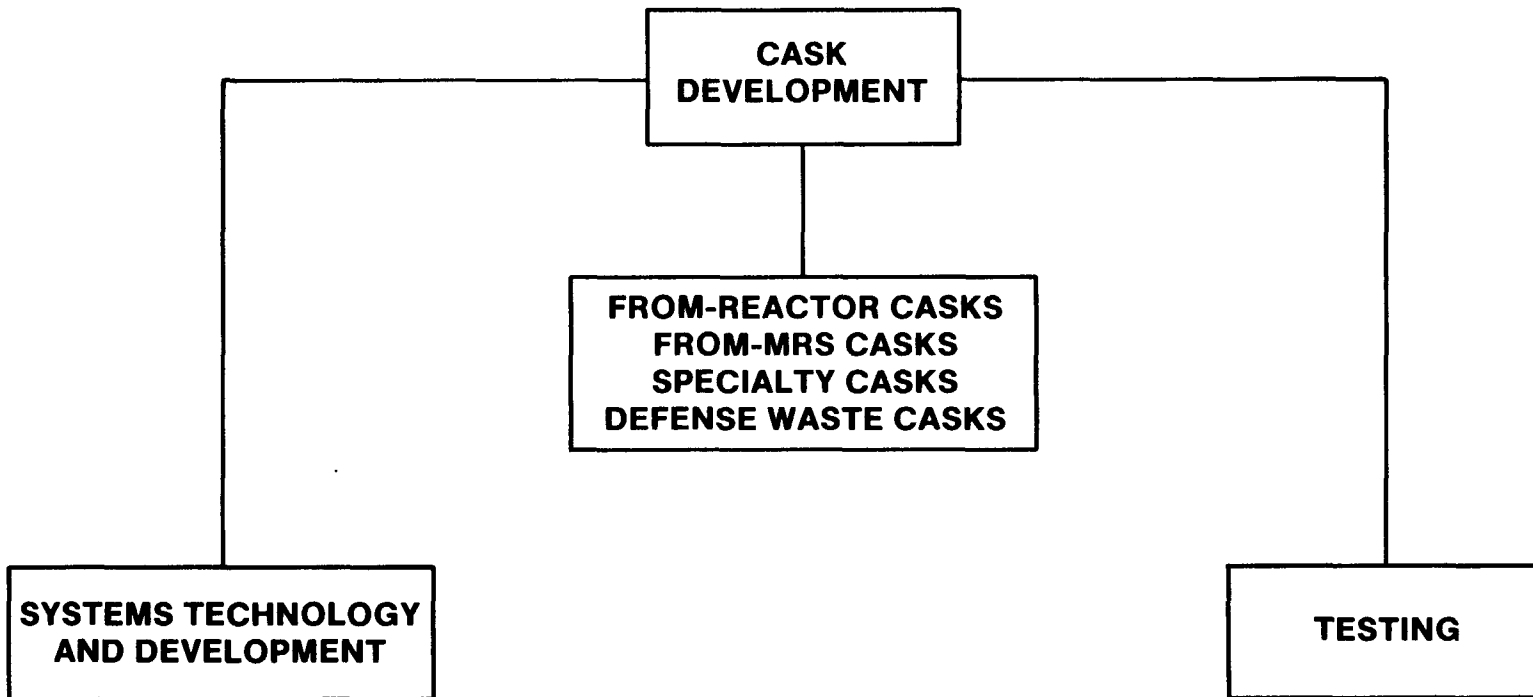 CASK
DEVELOPMENT
FROM-REACTOR CASKS
FROM-MRS CASKS
SPECIALTY CASKS
DEFENSE WASTE CASKS
SYSTEMS TECHNOLOGY
AND DEVELOPMENT
TESTING